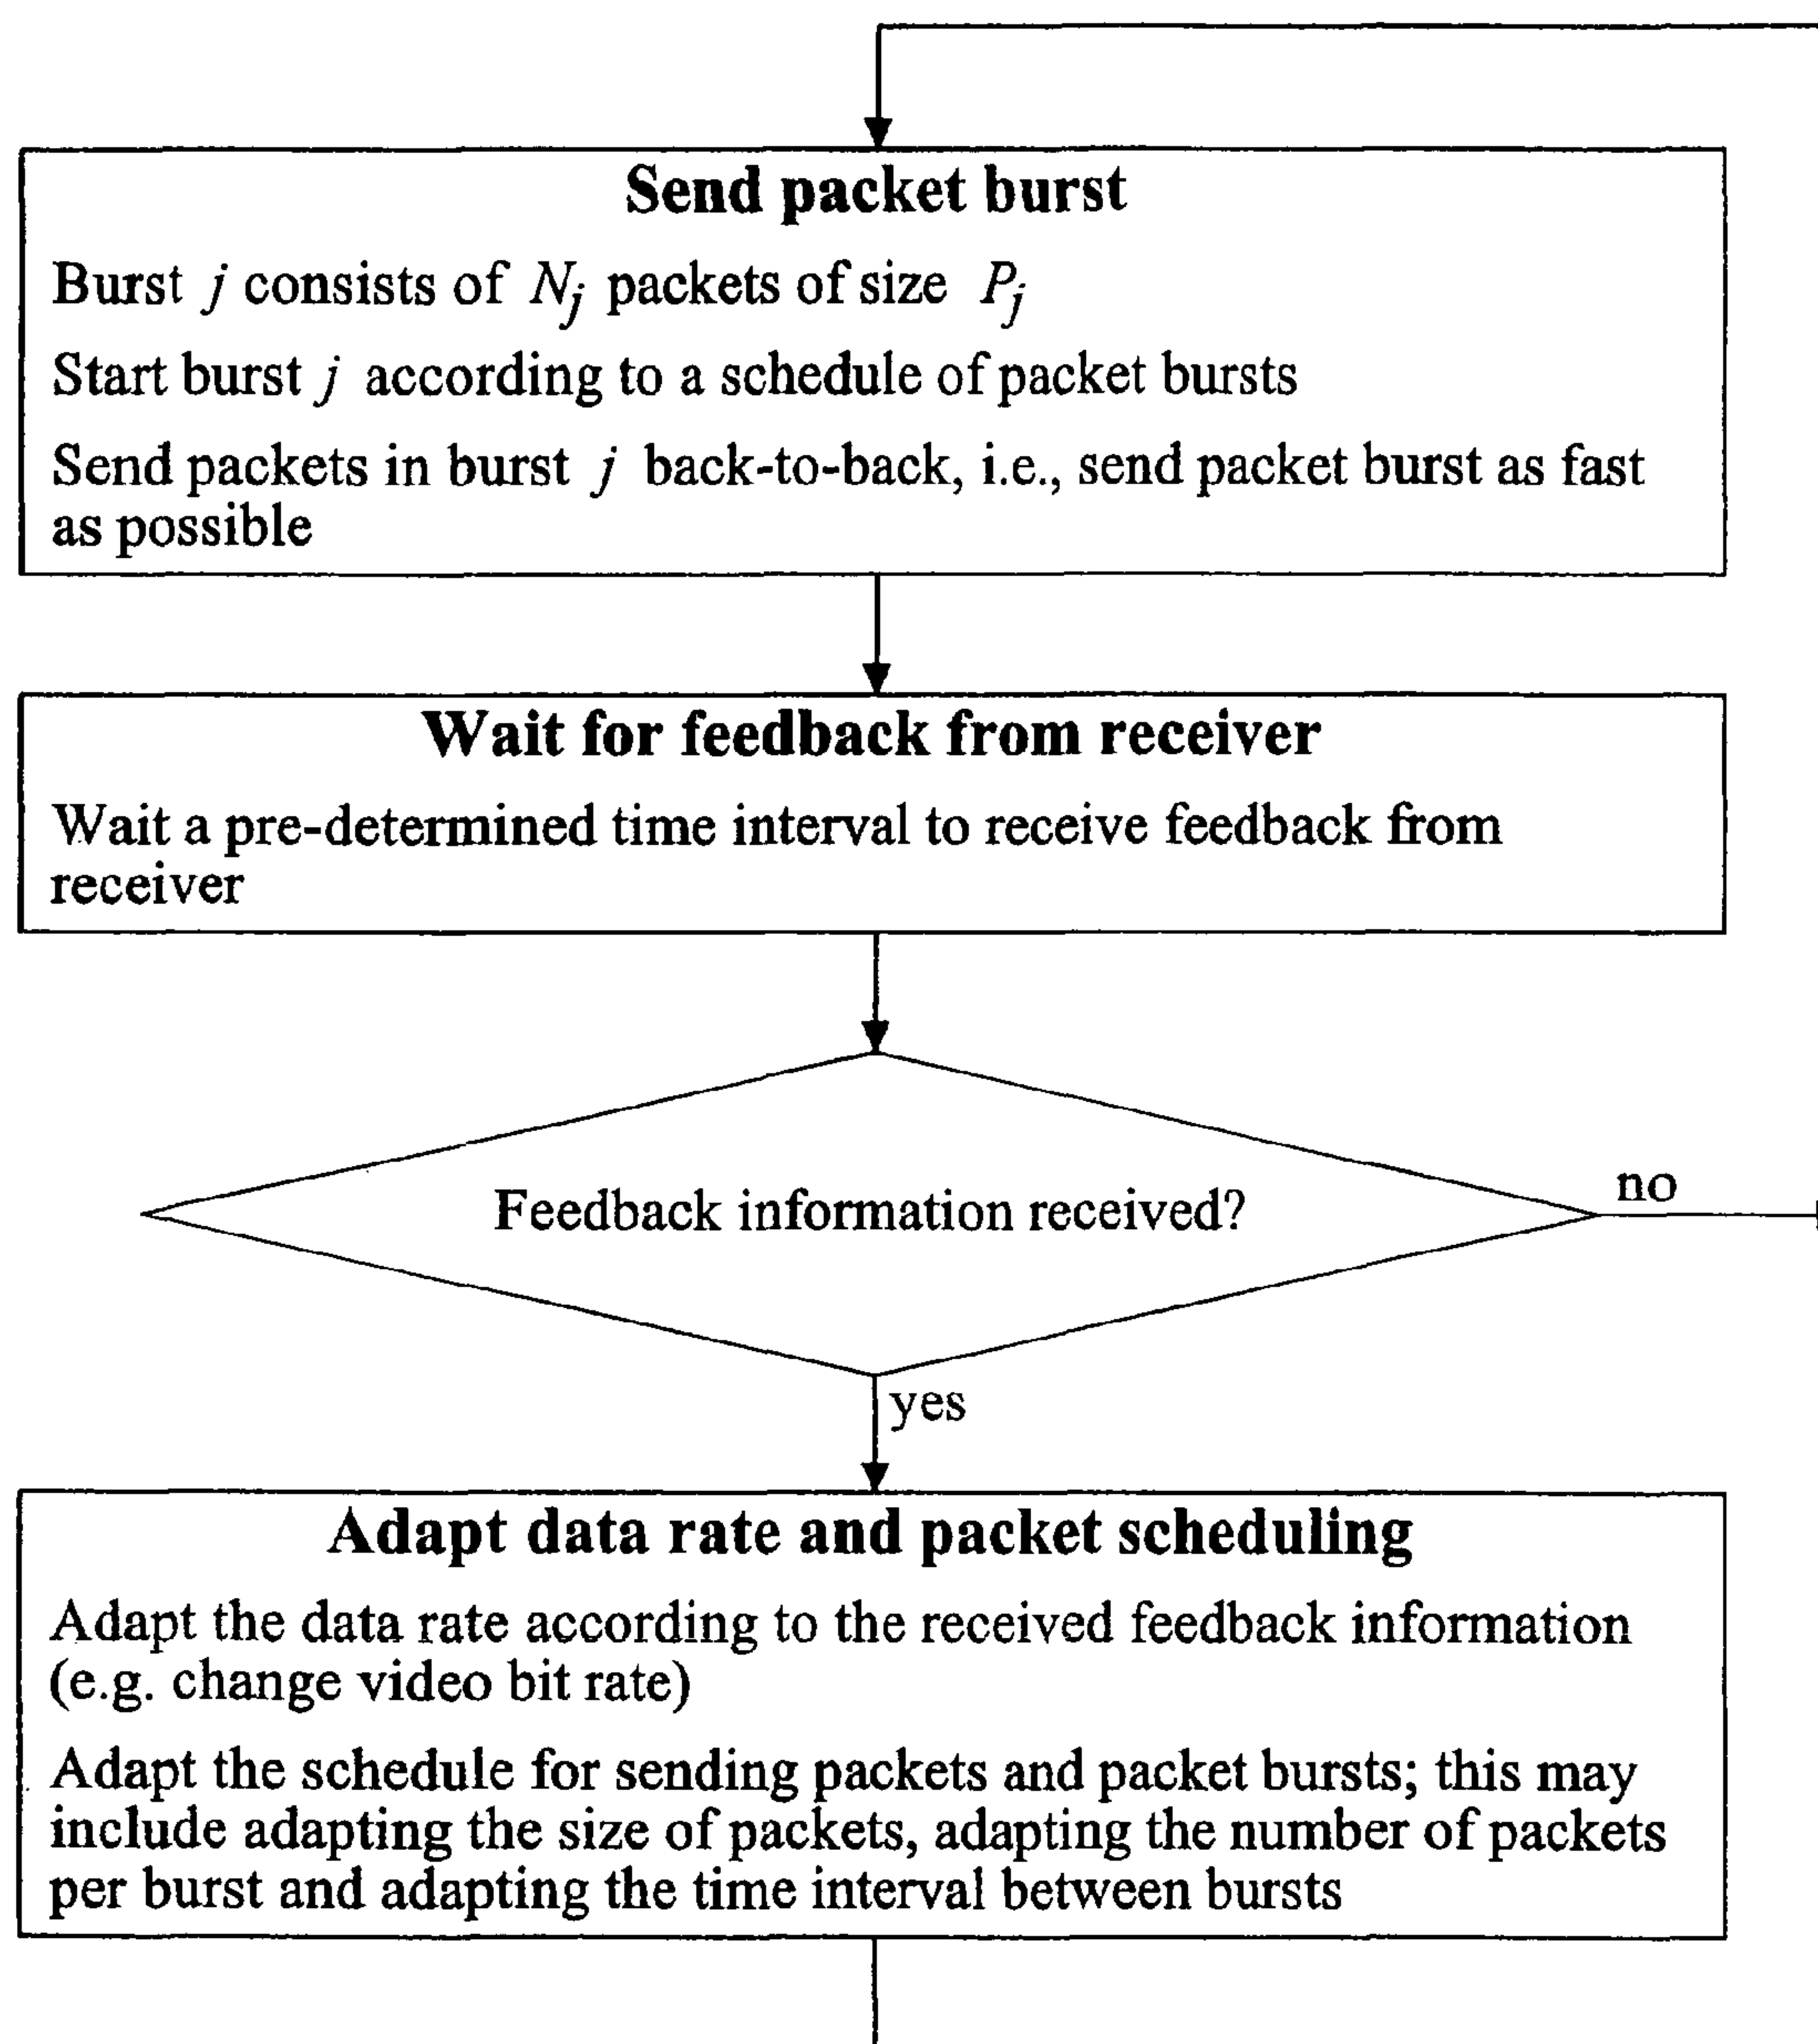 Send packet burst
Burst j consists of Nj packets of size Pj
Start burst j according to a schedule of packet bursts
Send packets in burst j back-to-back, i.e., send packet burst as fast
as possible
Wait for feedback from receiver
Wait a pre-determined time interval to receive feedback from
receiver
Feedback information received?
no
yes
Adapt data rate and packet scheduling
Adapt the data rate according to the received feedback information
(e.g. change video bit rate)
Adapt the schedule for sending packets and packet bursts; this may
include adapting the size of packets, adapting the number of packets
per burst and adapting the time interval between bursts